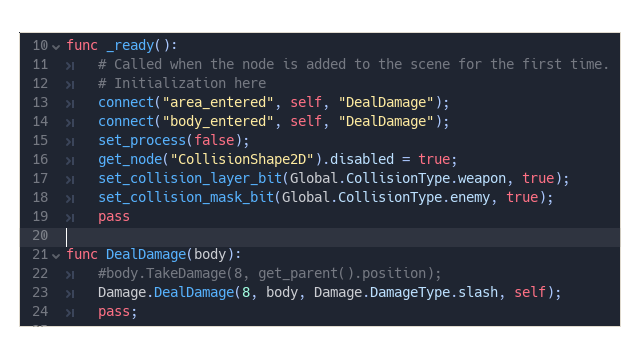 10 func _ready():
11 # Called when the node is added to the scene for the first time.
12 # Initialization here
13 connect("area_entered", self, "DealDamage");
14 connect("body_entered", self, "DealDamage");
15 set_process(false);
16 get_node("CollisionShape2D").disabled = true;
17 set_collision_layer_bit(Global.CollisionType.weapon, true);
18 set_collision_mask_bit(Global.CollisionType.enemy, true);
19 pass
20
21 func DealDamage(body):
22 #body.TakeDamage(8, get_parent().position);
23 Damage.DealDamage(8, body, Damage.DamageType.slash, self);
24 pass;